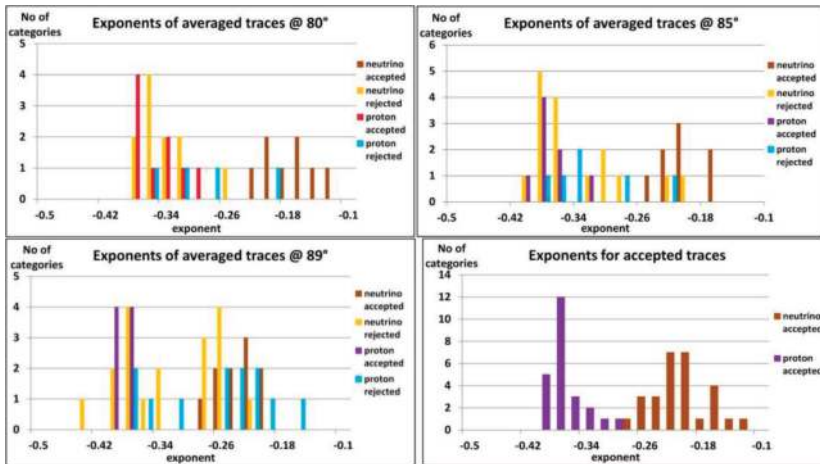 No of
categories
Exponents of averaged traces @ 80°
5
4
3
2
1
0
-0.5 -0.42 -0.34 -0.26 -0.18 -0.1
exponent
neutrino
accepted
neutrino
rejected
proton
accepted
proton
rejected
No of
categories
Exponents of averaged traces @ 85°
6
5
4
3
2
1
0
-0.5 -0.42 -0.34 -0.26 -0.18 -0.1
exponent
neutrino
accepted
neutrino
rejected
proton
accepted
proton
rejected
No of
categories
Exponents of averaged traces @ 89°
5
4
3
2
1
0
-0.5 -0.42 -0.34 -0.26 -0.18 -0.1
exponent
neutrino
accepted
neutrino
rejected
proton
accepted
proton
rejected
No of
categories
Exponents for accepted traces
14
12
10
8
6
4
2
0
-0.5 -0.42 -0.34 -0.26 -0.18 -0.1
exponent
neutrino
accepted
proton
accepted